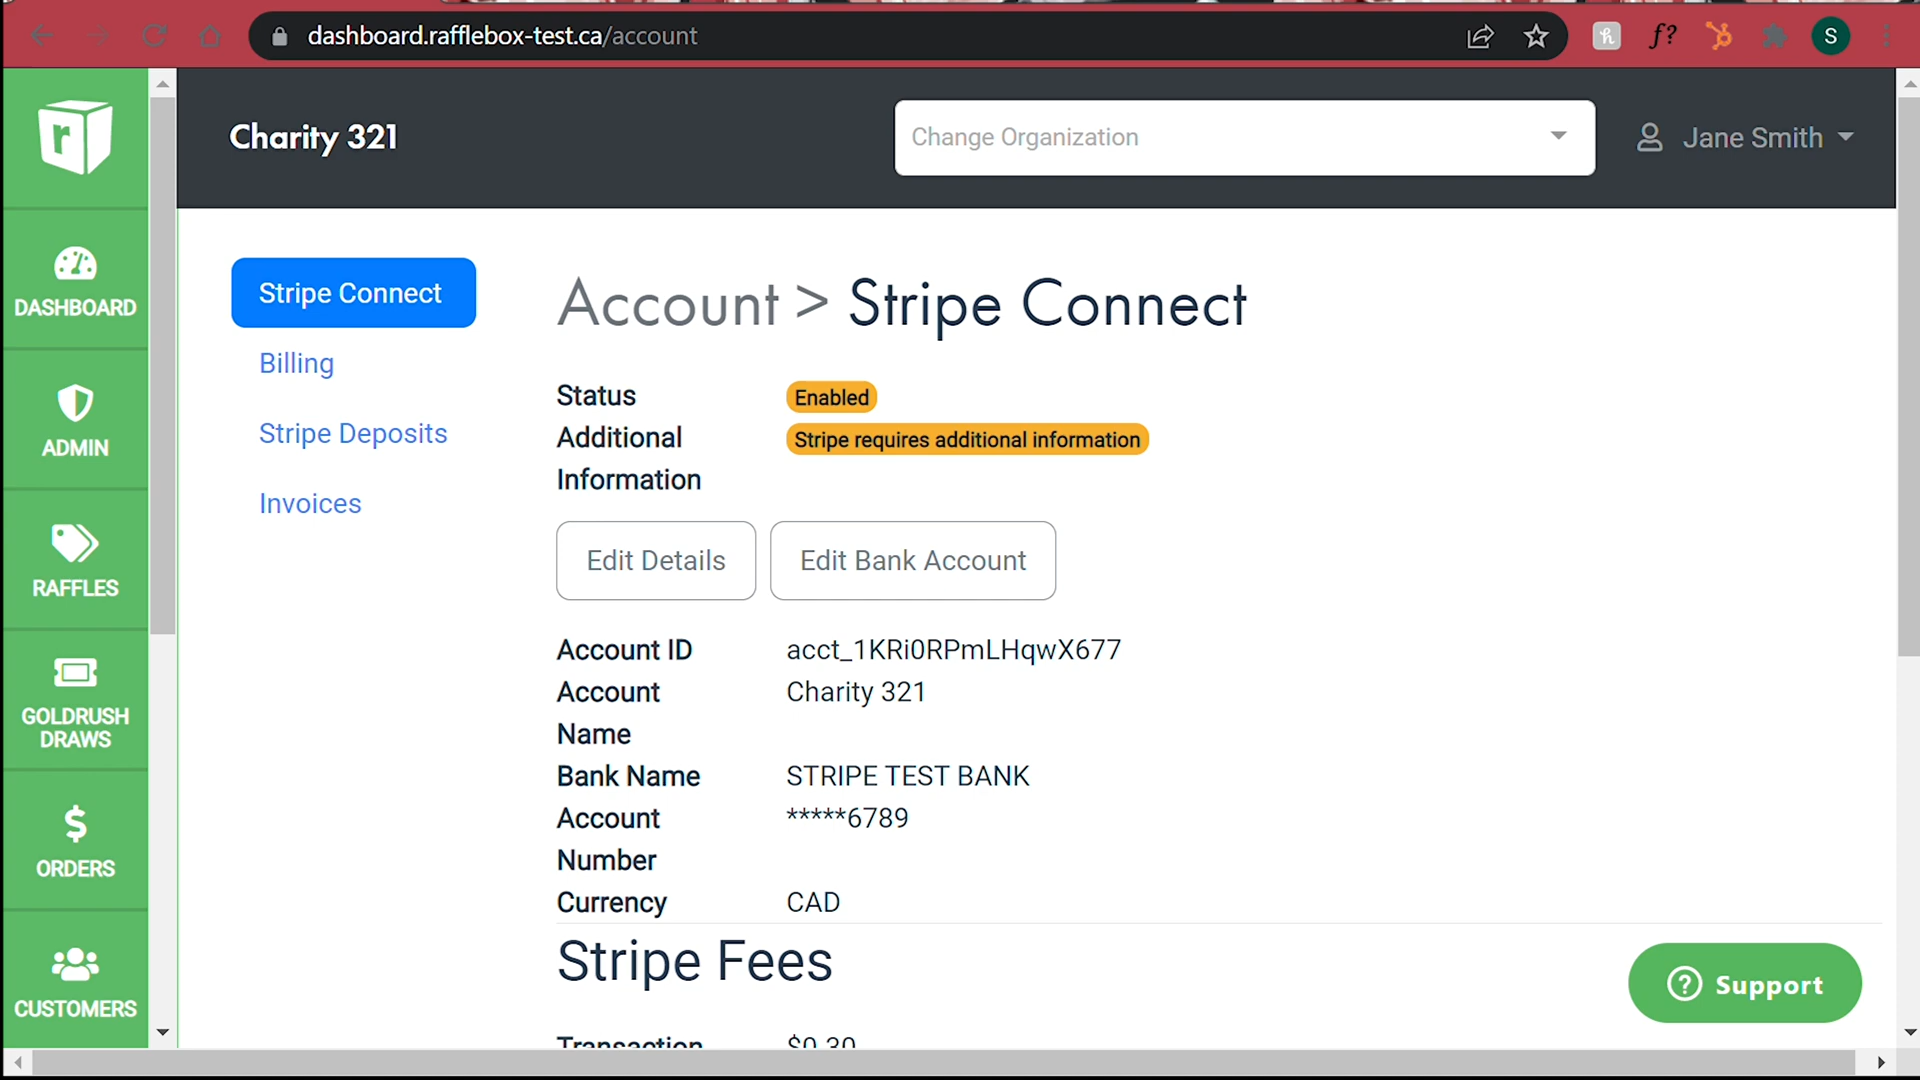 dashboard.rafflebox-test.ca/account
h
f?
S
r
Charity 321
Change Organization
Jane Smith
DASHBOARD
ADMIN
RAFFLES
GOLDRUSH
DRAWS
ORDERS
CUSTOMERS
Stripe Connect
Billing
Stripe Deposits
Invoices
Account > Stripe Connect
Status Enabled
Additional Stripe requires additional information
Information
Edit Details Edit Bank Account
Account ID acct_1KRi0RPmLHqwX677
Account Charity 321
Name
Bank Name STRIPE TEST BANK
Account *****6789
Number
Currency CAD
Stripe Fees
Transaction $0.30
? Support